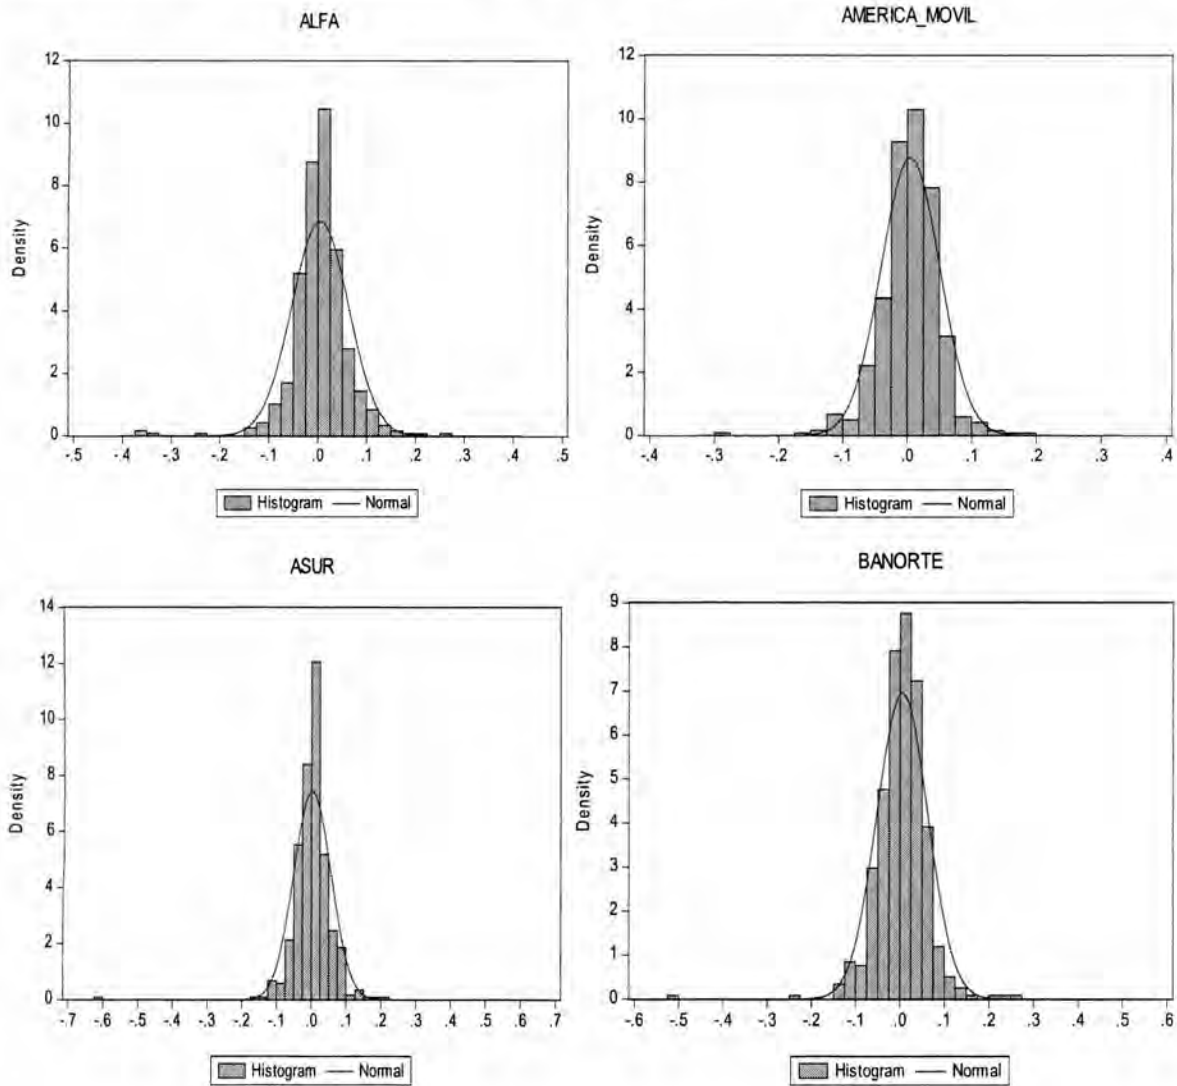 ALFA
12
10
8
6
4
2
0
Density
-.5 -.4 -.3 -.2 -.1 .0 .1 .2 .3 .4 .5
Histogram Normal
AMERICA_MOVIL
12
10
8
6
4
2
0
Density
-.4 -.3 -.2 -.1 .0 .1 .2 .3 .4
Histogram Normal
ASUR
14
12
10
8
6
4
2
0
Density
-.7 -.6 -.5 -.4 -.3 -.2 -.1 .0 .1 .2 .3 .4 .5 .6 .7
Histogram Normal
BANORTE
9
8
7
6
5
4
3
2
1
0
Density
-.6 -.5 -.4 -.3 -.2 -.1 .0 .1 .2 .3 .4 .5 .6
Histogram Normal